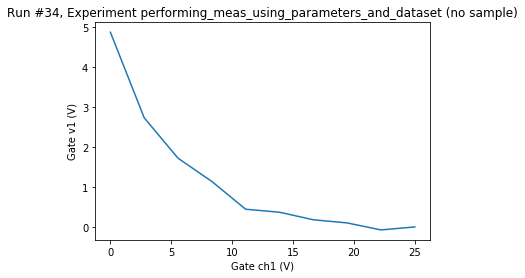 Run #34, Experiment performing_meas_using_parameters_and_dataset (no sample)
5
4
3
2
1
0
Gate v1 (V)
0 5 10 15 20 25
Gate ch1 (V)